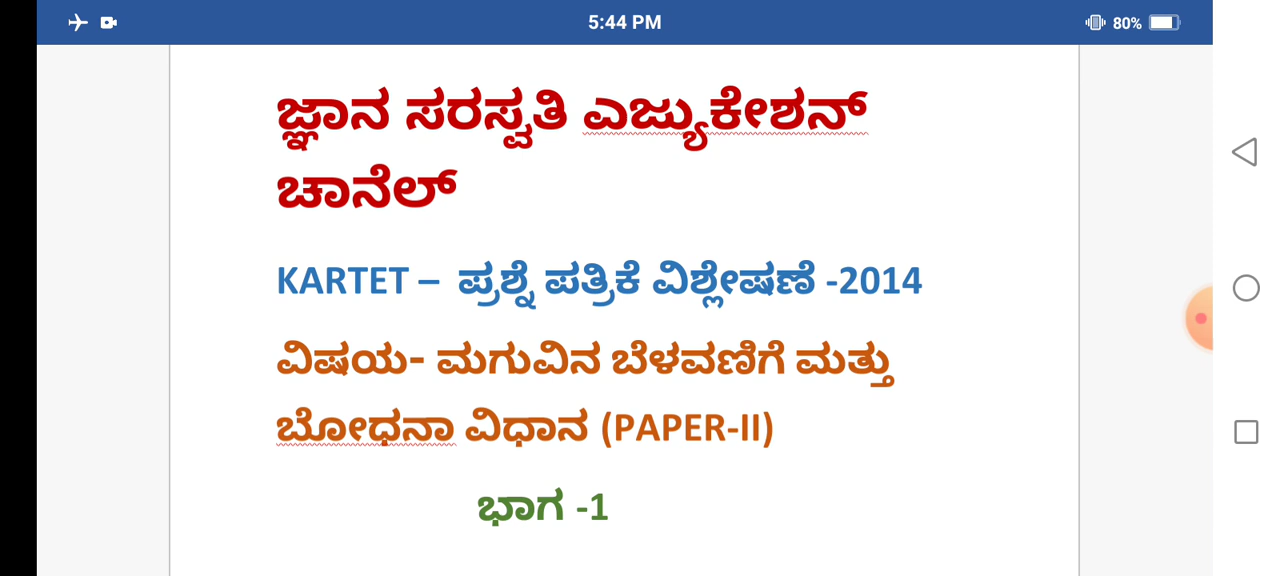 5:44 PM
80%
ಜ್ಞಾನ ಸರಸ್ವತಿ ಎಜ್ಯುಕೇಶನ್
ಚಾನೆಲ್
KARTET – ಪ್ರಶ್ನೆ ಪತ್ರಿಕೆ ವಿಶ್ಲೇಷಣೆ -2014
ವಿಷಯ- ಮಗುವಿನ ಬೆಳವಣಿಗೆ ಮತ್ತು
ಬೋಧನಾ ವಿಧಾನ (PAPER-II)
ಭಾಗ -1